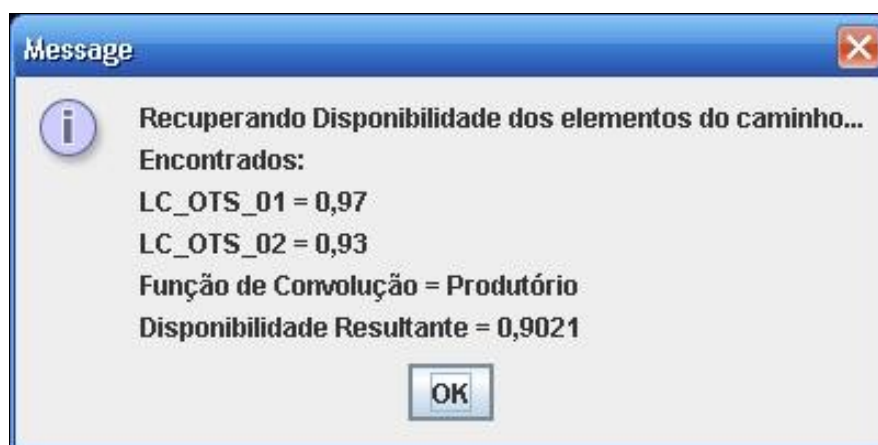 Message
Recuperando Disponibilidade dos elementos do caminho...
Encontrados:
LC_OTS_01 = 0,97
LC_OTS_02 = 0,93
Função de Convolução = Produtório
Disponibilidade Resultante = 0,9021
OK